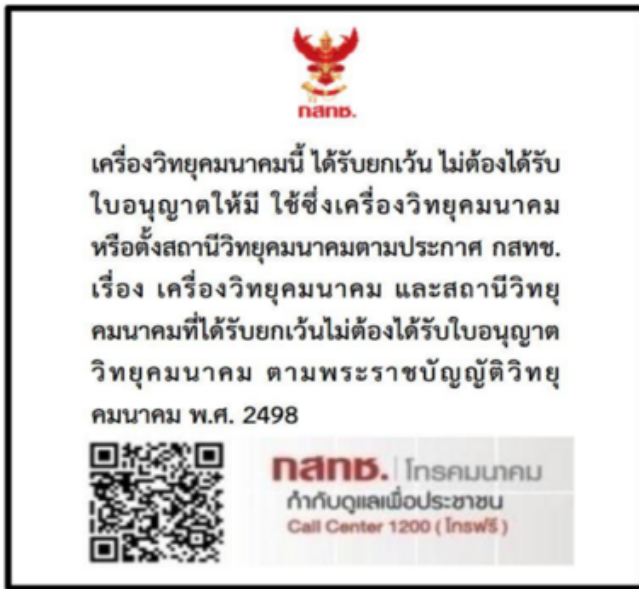 กสทช.
เครื่องวิทยุคมนาคมนี้ ได้รับยกเว้น ไม่ต้องได้รับ
ใบอนุญาตให้มี ใช้ซึ่งเครื่องวิทยุคมนาคม
หรือตั้งสถานีวิทยุคมนาคมตามประกาศ กสทช.
เรื่อง เครื่องวิทยุคมนาคม และสถานีวิทยุ
คมนาคมที่ได้รับยกเว้นไม่ต้องได้รับใบอนุญาต
วิทยุคมนาคม ตามพระราชบัญญัติวิทยุ
คมนาคม พ.ศ. 2498
กสทช. | โทรคมนาคม
กำกับดูแลเพื่อประชาชน
Call Center 1200 ( โทรฟรี )